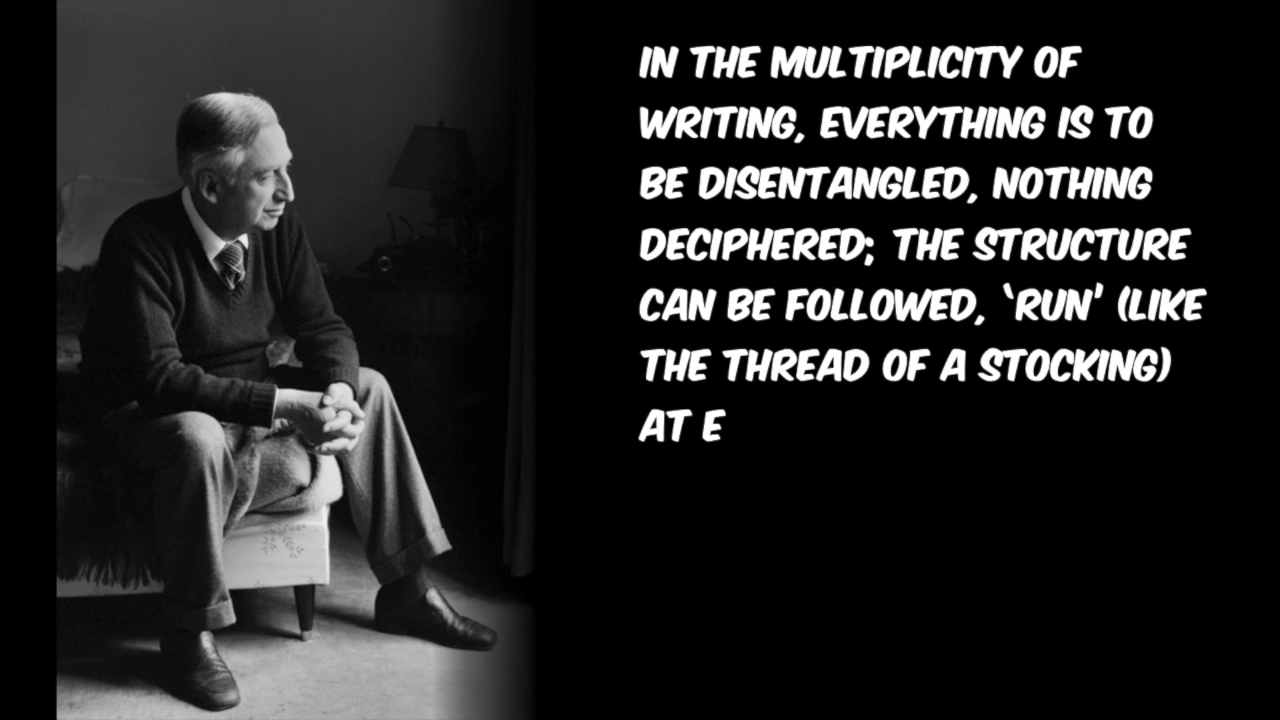 IN THE MULTIPLICITY OF
WRITING, EVERYTHING IS TO
BE DISENTANGLED, NOTHING
DECIPHERED; THE STRUCTURE
CAN BE FOLLOWED, ‘RUN’ (LIKE
THE THREAD OF A STOCKING)
AT E